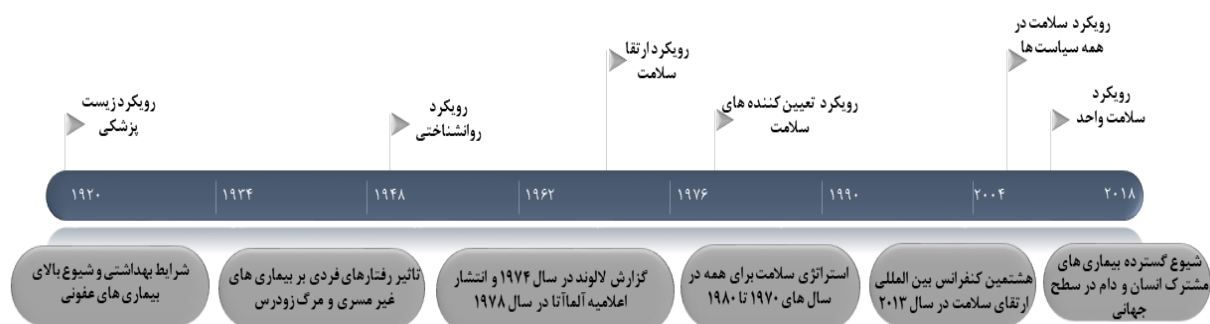 رویکرد زیست
پزشکی
رویکرد
روانشناختی
رویکرد ارتقا
سلامت
رویکرد تعیین کننده های
سلامت
رویکرد سلامت در
همه سیاست ها
رویکرد
سلامت واحد
۱۹۲۰
۱۹۳۴
۱۹۴۸
۱۹۶۲
۱۹۷۶
۱۹۹۰
۲۰۰۴
۲۰۱۸
شرایط بهداشتی و شیوع بالای
بیماری های عفونی
تاثیر رفتارهای فردی بر بیماری های
غیر مسری و مرگ زودرس
گزارش لالوند در سال ۱۹۷۴ و انتشار
اعلامیه آلماآتا در سال ۱۹۷۸
استراتژی سلامت برای همه در
سال های ۱۹۷۰ تا ۱۹۸۰
هشتمین کنفرانس بین المللی
ارتقای سلامت در سال ۲۰۱۳
شیوع گسترده بیماری های
مشترک انسان و دام در سطح
جهانی